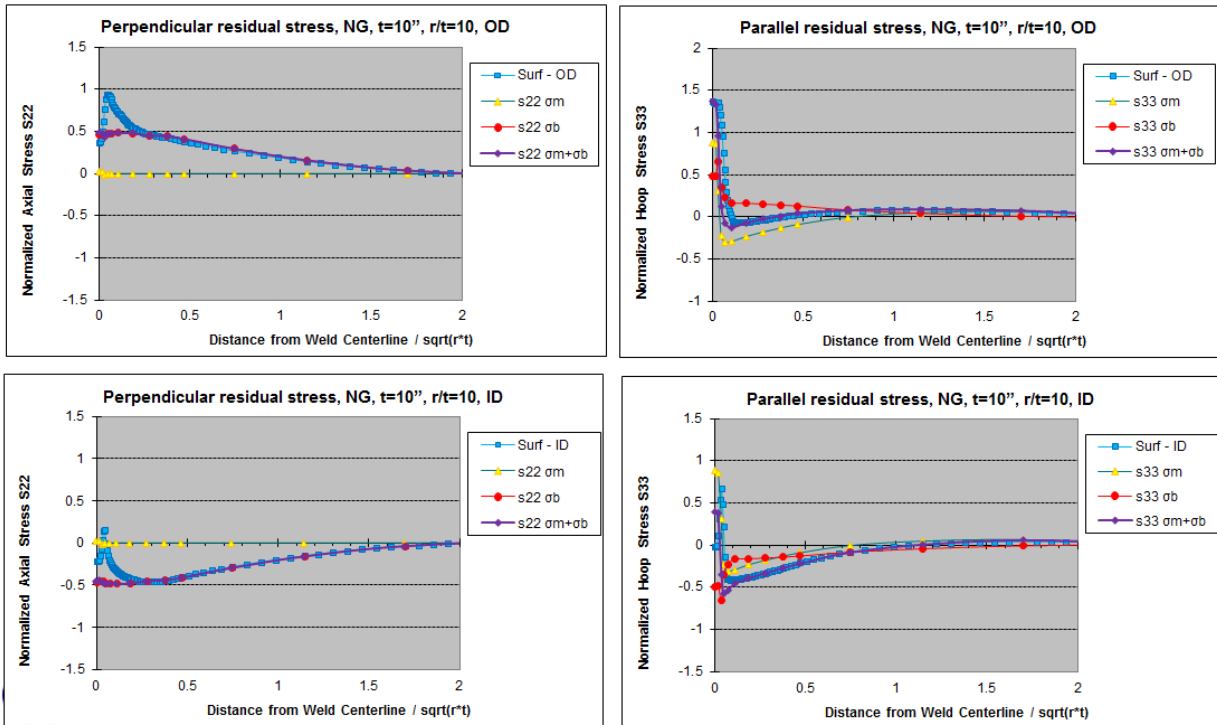 Perpendicular residual stress, NG, t=10”, r/t=10, OD
Normalized Axial Stress S22
1.5
1
0.5
0
-0.5
-1
-1.5
0
0.5
1
1.5
2
Distance from Weld Centerline / sqrt(r*t)
Surf - OD
s22 σm
s22 σb
s22 σm+σb
Parallel residual stress, NG, t=10”, r/t=10, OD
Normalized Hoop Stress S33
2
1.5
1
0.5
0
-0.5
-1
0
0.5
1
1.5
2
Distance from Weld Centerline / sqrt(r*t)
Surf - OD
s33 σm
s33 σb
s33 σm+σb
Perpendicular residual stress, NG, t=10”, r/t=10, ID
Normalized Axial Stress S22
1.5
1
0.5
0
-0.5
-1
-1.5
0
0.5
1
1.5
2
Distance from Weld Centerline / sqrt(r*t)
Surf - ID
s22 σm
s22 σb
s22 σm+σb
Parallel residual stress, NG, t=10”, r/t=10, ID
Normalized Hoop Stress S33
1.5
1
0.5
0
-0.5
-1
-1.5
0
0.5
1
1.5
2
Distance from Weld Centerline / sqrt(r*t)
Surf - ID
s33 σm
s33 σb
s33 σm+σb